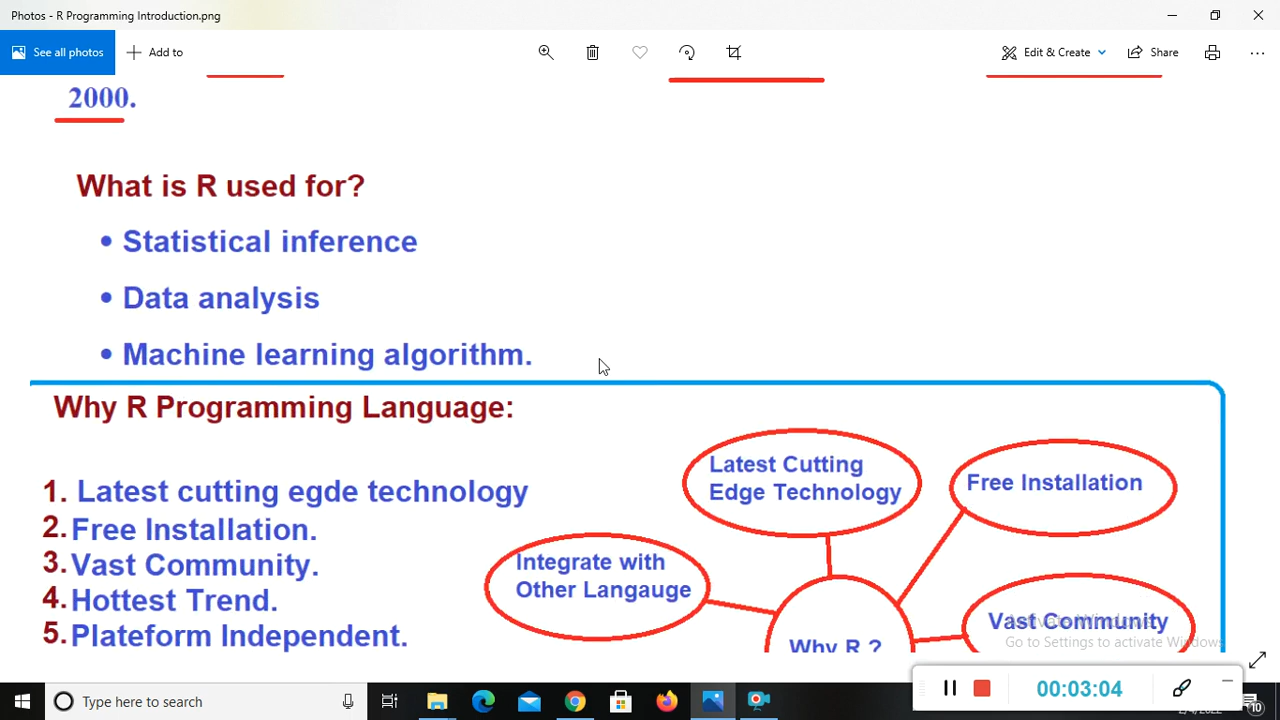 Photos - R Programming Introduction.png
See all photos
Add to
Edit & Create
Share
2000.
What is R used for?
• Statistical inference
• Data analysis
• Machine learning algorithm.
Why R Programming Language:
1. Latest cutting egde technology
2. Free Installation.
3. Vast Community.
4. Hottest Trend.
5. Plateform Independent.
Latest Cutting
Edge Technology
Free Installation
Integrate with
Other Langauge
Vast Community
Why R ?
Activate Windows
Go to Settings to activate Windows
00:03:04
Type here to search
10